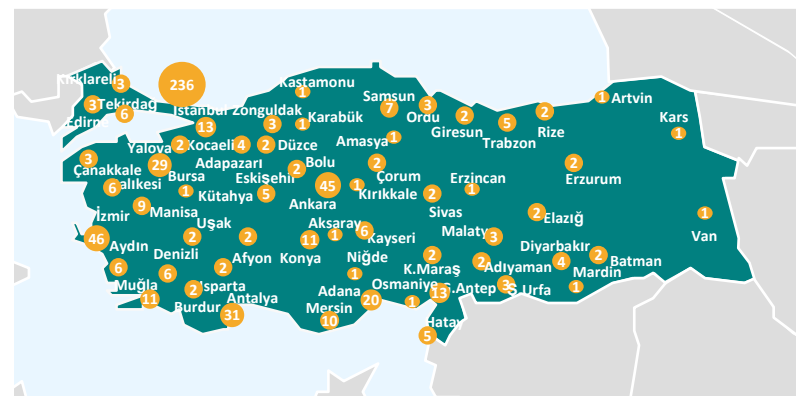 Kırklareli
3
236
Kastamonu
1
Samsun
7
Artvin
1
Tekirdağ
3
6
Edirne
İstanbul
13
Zonguldak
3
Karabük
1
Ordu
3
Giresun
2
Trabzon
5
Rize
2
Kars
1
Yalova
2
Kocaeli
4
Düzce
2
Amasya
1
Çanakkale
3
29
Bursa
Adapazarı
Bolu
2
Çorum
2
Erzurum
2
alıkesi
6
Kütahya
1
Eskişehir
5
Ankara
45
Kırıkkale
1
Sivas
2
Erzincan
1
İzmir
46
Manisa
9
Uşak
2
Afyon
2
Konya
11
Aksaray
1
Kayseri
6
Malaty
3
Elazığ
2
Van
1
Aydın
6
Denizli
6
Isparta
2
Niğde
1
K.Maraş
2
Adıyaman
2
Diyarbakır
4
Batman
2
Mardin
1
Muğla
11
Burdur
2
Antalya
31
Mersin
10
Adana
20
Osmaniye
1
.Antep
13
Ş.Urfa
3
Hatay
5